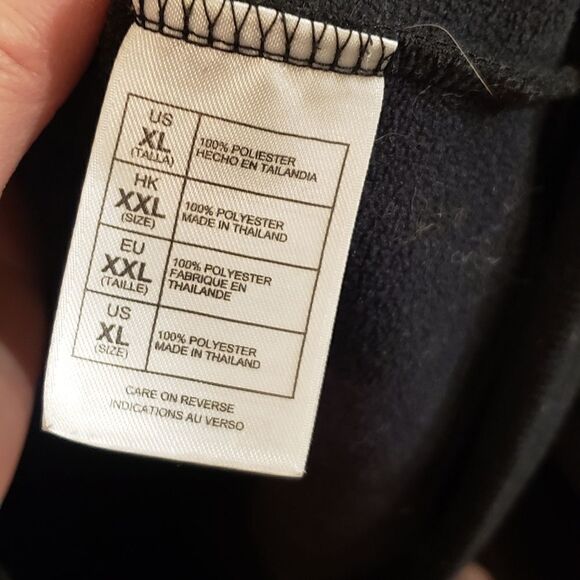 US
XL
(TALLA)
100% POLIESTER
HECHO EN TAILANDIA
HK
XXL
(SIZE)
100% POLYESTER
MADE IN THAILAND
EU
XXL
(TAILLE)
100% POLYESTER
FABRIQUE EN
THAILANDE
US
XL
(SIZE)
100% POLYESTER
MADE IN THAILAND
CARE ON REVERSE
INDICATIONS AU VERSO